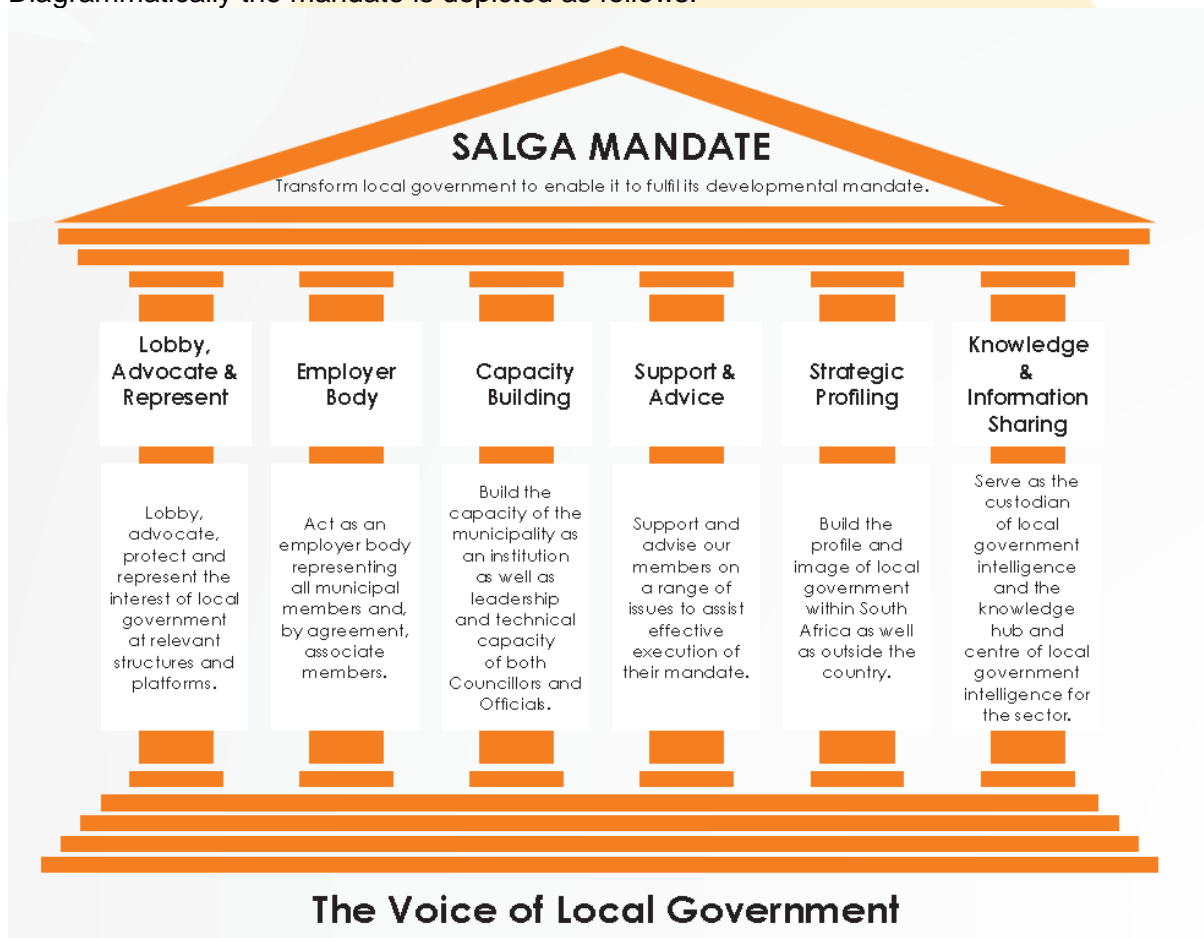 Diagrammatically the mandate is depicted as follows:
SALGA MANDATE
Transform local government to enable it to fulfil its developmental mandate.
Lobby,
Advocate &
Represent
Lobby,
advocate,
protect and
represent the
interest of local
government
at relevant
structures and
platforms.
Employer
Body
Act as an
employer body
representing
all municipal
members and,
by agreement,
associate
members.
Capacity
Building
Build the
capacity of the
municipality as
an institution
as well as
leadership
and technical
capacity
of both
Councillors and
Officials.
Support &
Advice
Support and
advise our
members on
a range of
issues to assist
effective
execution of
their mandate.
Strategic
Profiling
Build the
profile and
image of local
government
within South
Africa as well
as outside the
country.
Knowledge
&
Information
Sharing
Serve as the
custodian
of local
government
intelligence
and the
knowledge
hub and
centre of local
government
intelligence for
the sector.
The Voice of Local Government